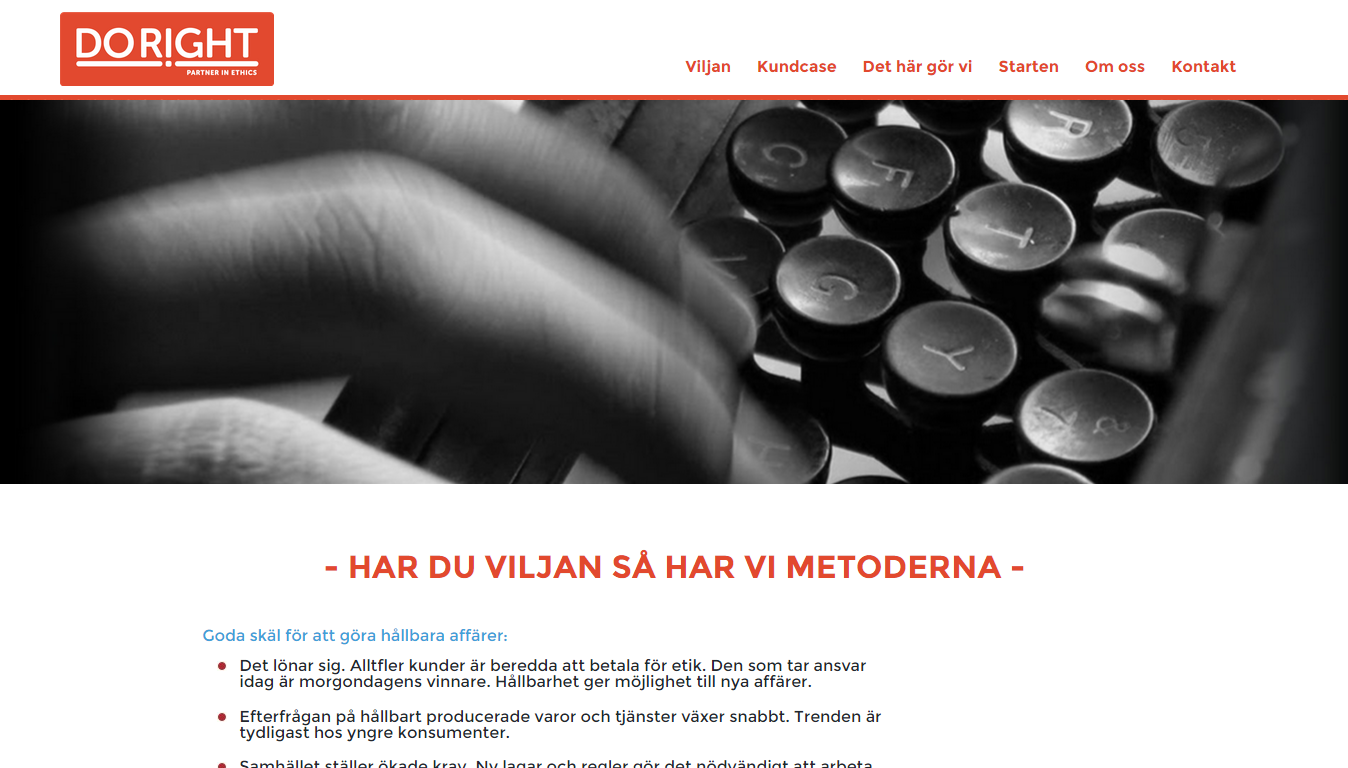 DO RIGHT
PARTNER IN ETHICS
Viljan Kundcase Det här gör vi Starten Om oss Kontakt
C F R T G Y &
- HAR DU VILJAN SÅ HAR VI METODERNA -
Goda skäl för att göra hållbara affärer:
Det lönar sig. Alltfler kunder är beredda att betala för etik. Den som tar ansvar
idag är morgondagens vinnare. Hållbarhet ger möjlighet till nya affärer.
Efterfrågan på hållbart producerade varor och tjänster växer snabbt. Trenden är
tydligast hos yngre konsumenter.
Samhället ställer ökade krav. Ny lagar och regler gör det nödvändigt att arbeta